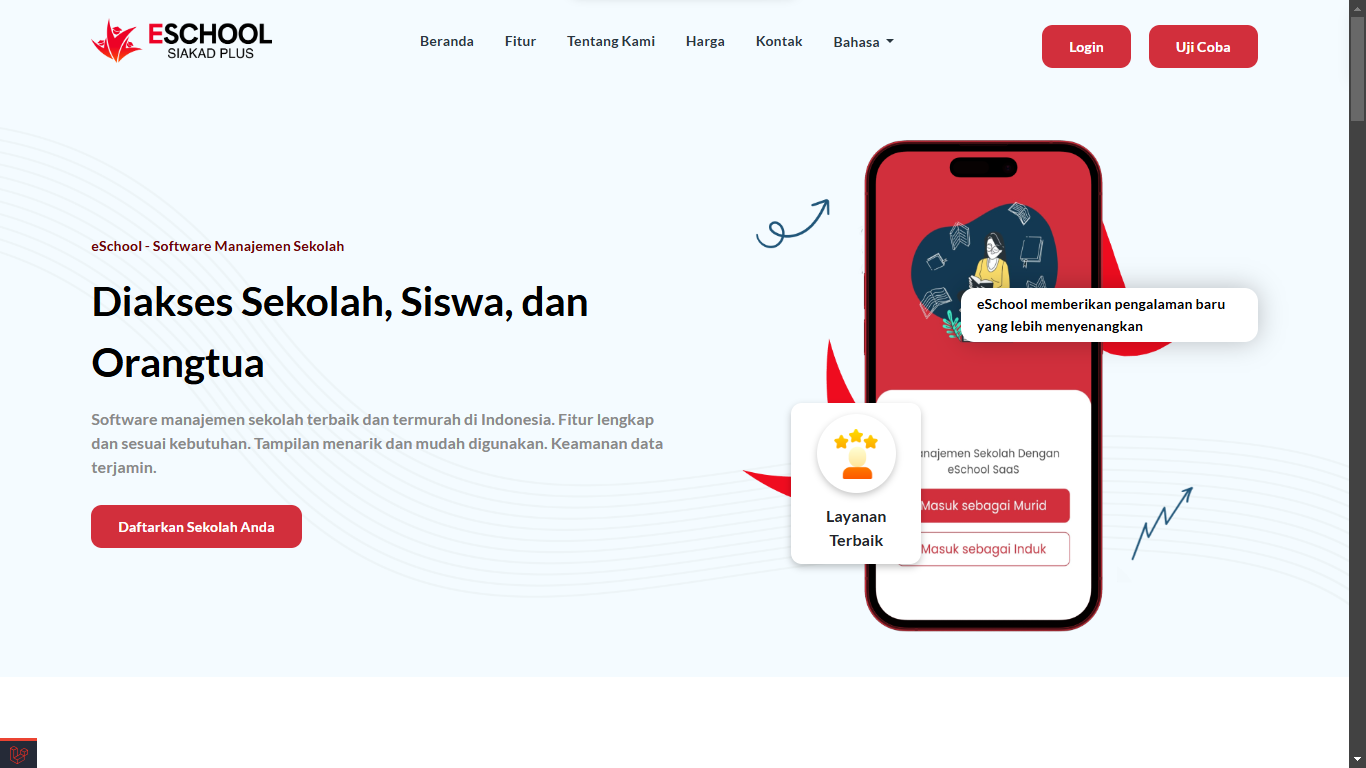 ESCHOOL
SIAKAD PLUS
Beranda
Fitur
Tentang Kami
Harga
Kontak
Bahasa
Login
Uji Coba
eSchool - Software Manajemen Sekolah
Diakses Sekolah, Siswa, dan
Orangtua
Software manajemen sekolah terbaik dan termurah di Indonesia. Fitur lengkap
dan sesuai kebutuhan. Tampilan menarik dan mudah digunakan. Keamanan data
terjamin.
Daftarkan Sekolah Anda
eSchool memberikan pengalaman baru
yang lebih menyenangkan
Layanan
Terbaik
Sekolah Dengan
eSchool SaaS
Masuk sebagai Murid
Masuk sebagai Induk